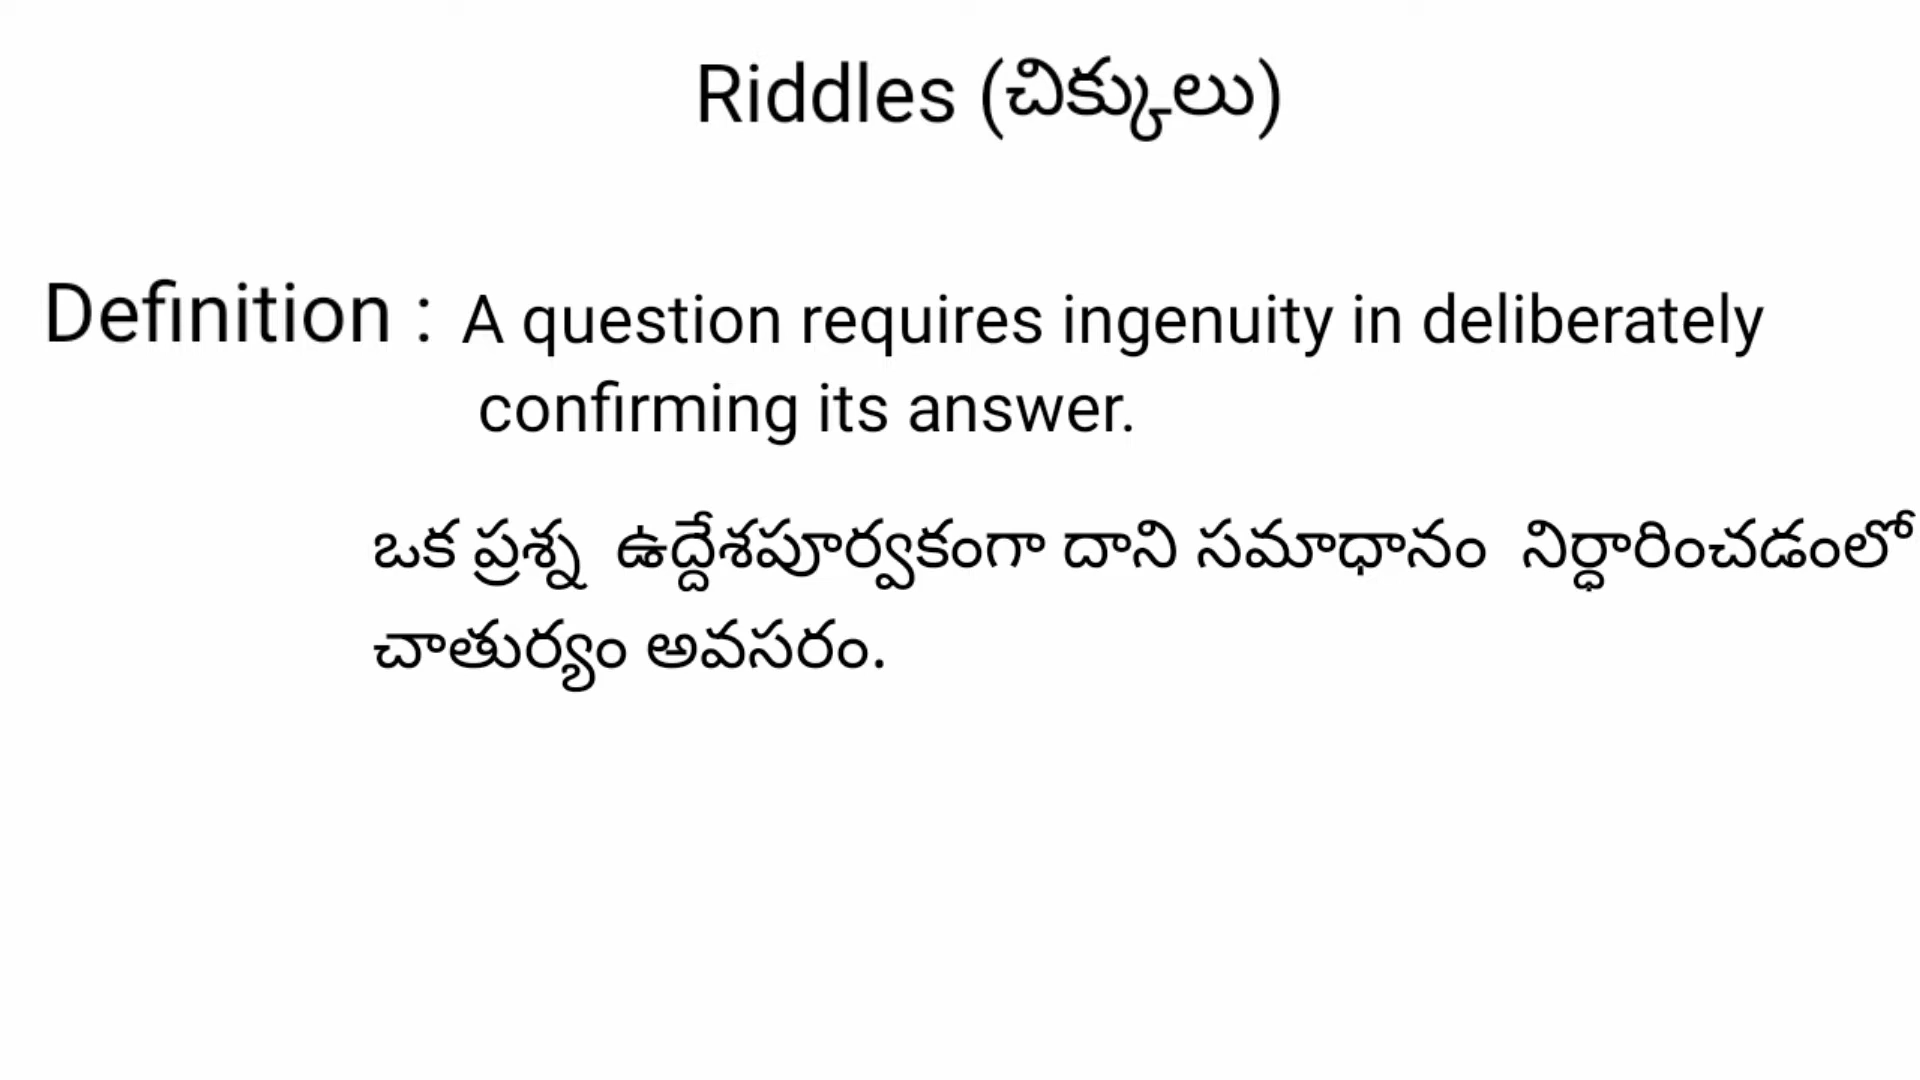 Riddles (చిక్కులు)
Definition : A question requires ingenuity in deliberately
confirming its answer.
ఒక ప్రశ్న ఉద్దేశపూర్వకంగా దాని సమాధానం నిర్ధారించడంలో
చాతుర్యం అవసరం.